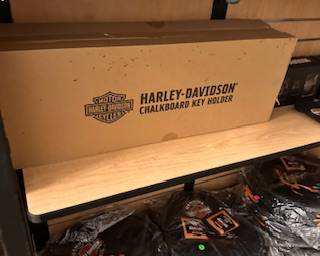 MOTOR
HARLEY-DAVIDSON
CYCLES
HARLEY-DAVIDSON
CHALKBOARD KEY HOLDER